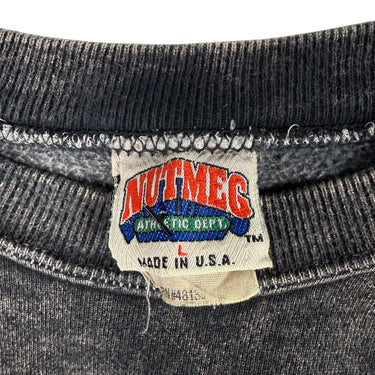 NUTMEG
ATHLETIC DEPT.
L
TM
MADE IN U.S.A.